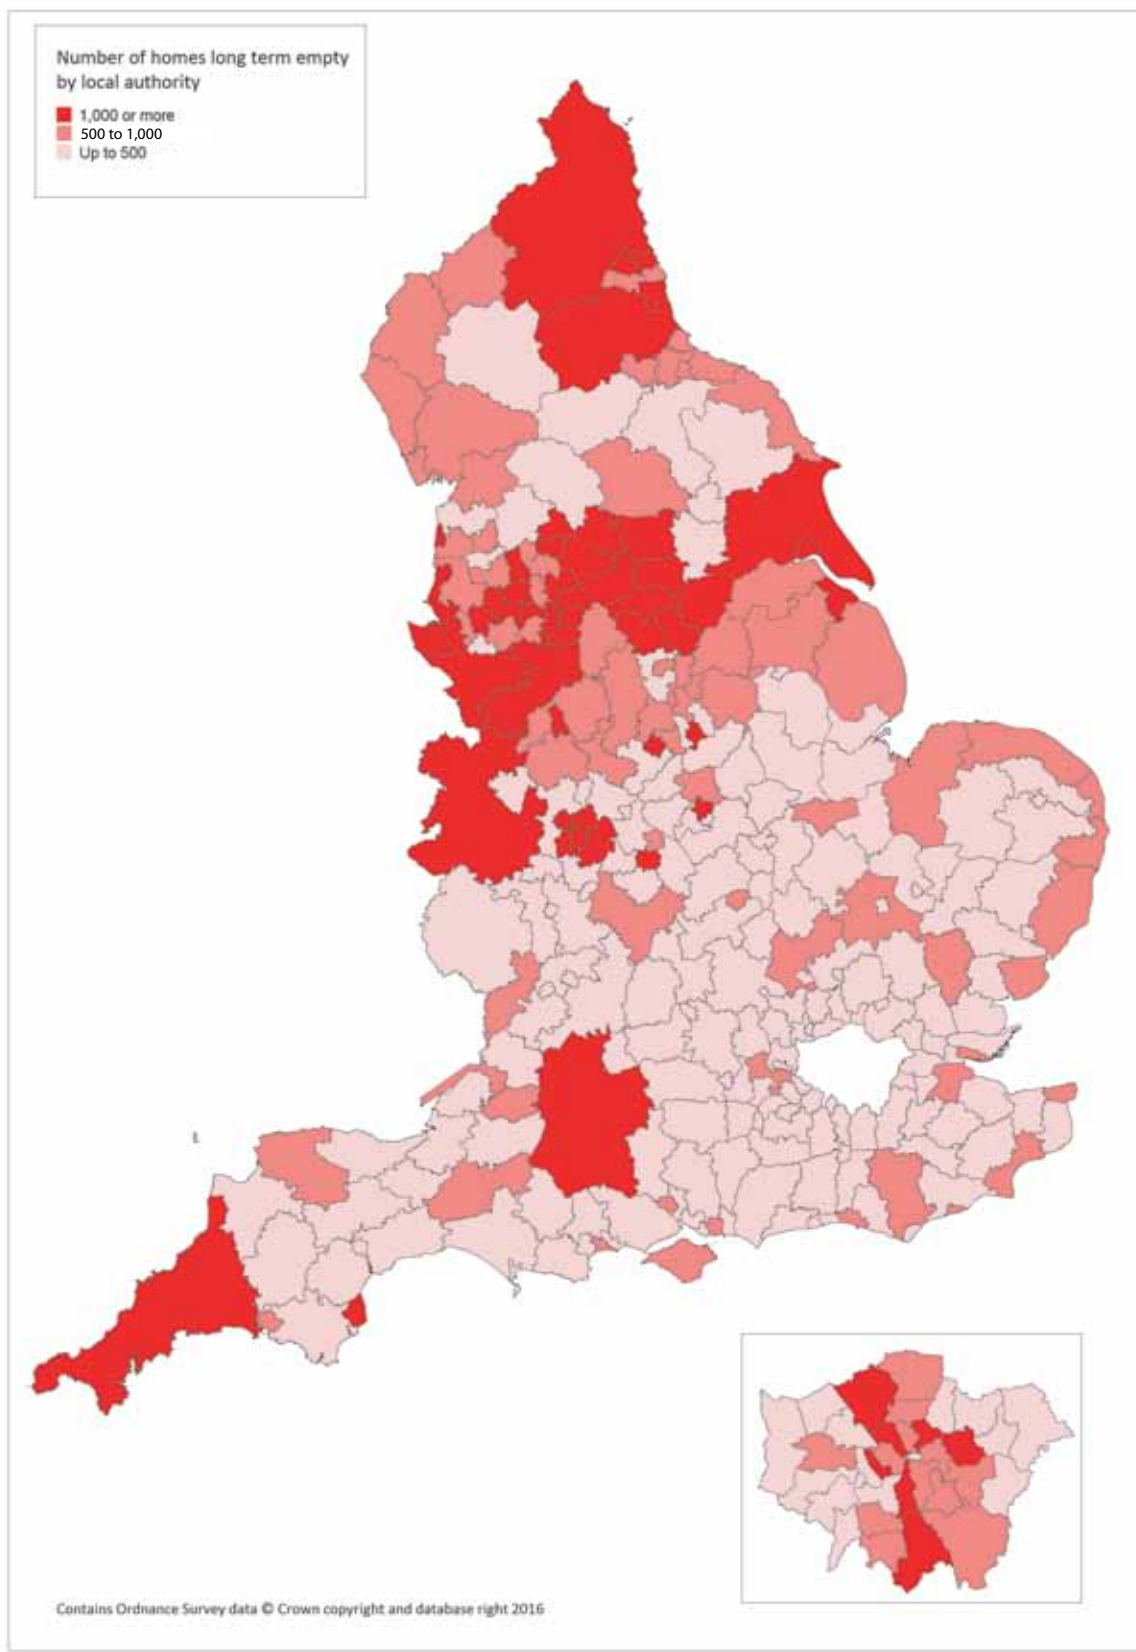 Number of homes long term empty
by local authority
1,000 or more
500 to 1,000
Up to 500
Contains Ordnance Survey data © Crown copyright and database right 2016